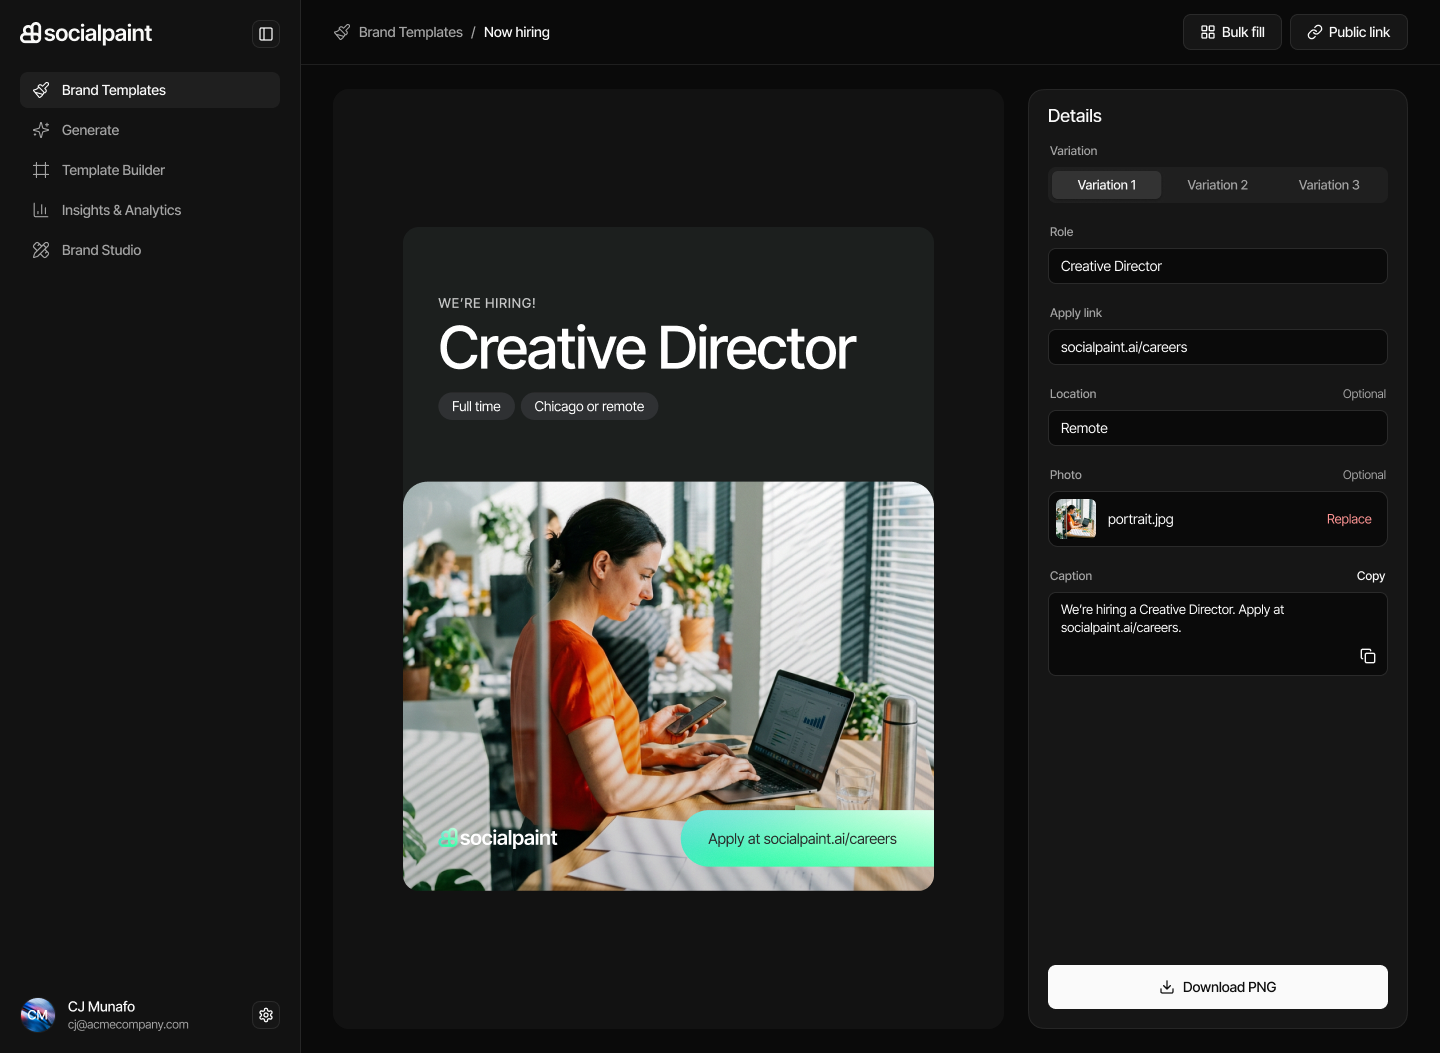 socialpaint
Brand Templates
Generate
Template Builder
Insights & Analytics
Brand Studio
CM
CJ Munafo
cj@acmecompany.com
Brand Templates / Now hiring
Bulk fill
Public link
WE'RE HIRING!
Creative Director
Full time
Chicago or remote
socialpaint
Apply at socialpaint.ai/careers
Details
Variation
Variation 1
Variation 2
Variation 3
Role
Creative Director
Apply link
socialpaint.ai/careers
Location
Optional
Remote
Photo
Optional
portrait.jpg
Replace
Caption
Copy
We're hiring a Creative Director. Apply at
socialpaint.ai/careers.
Download PNG